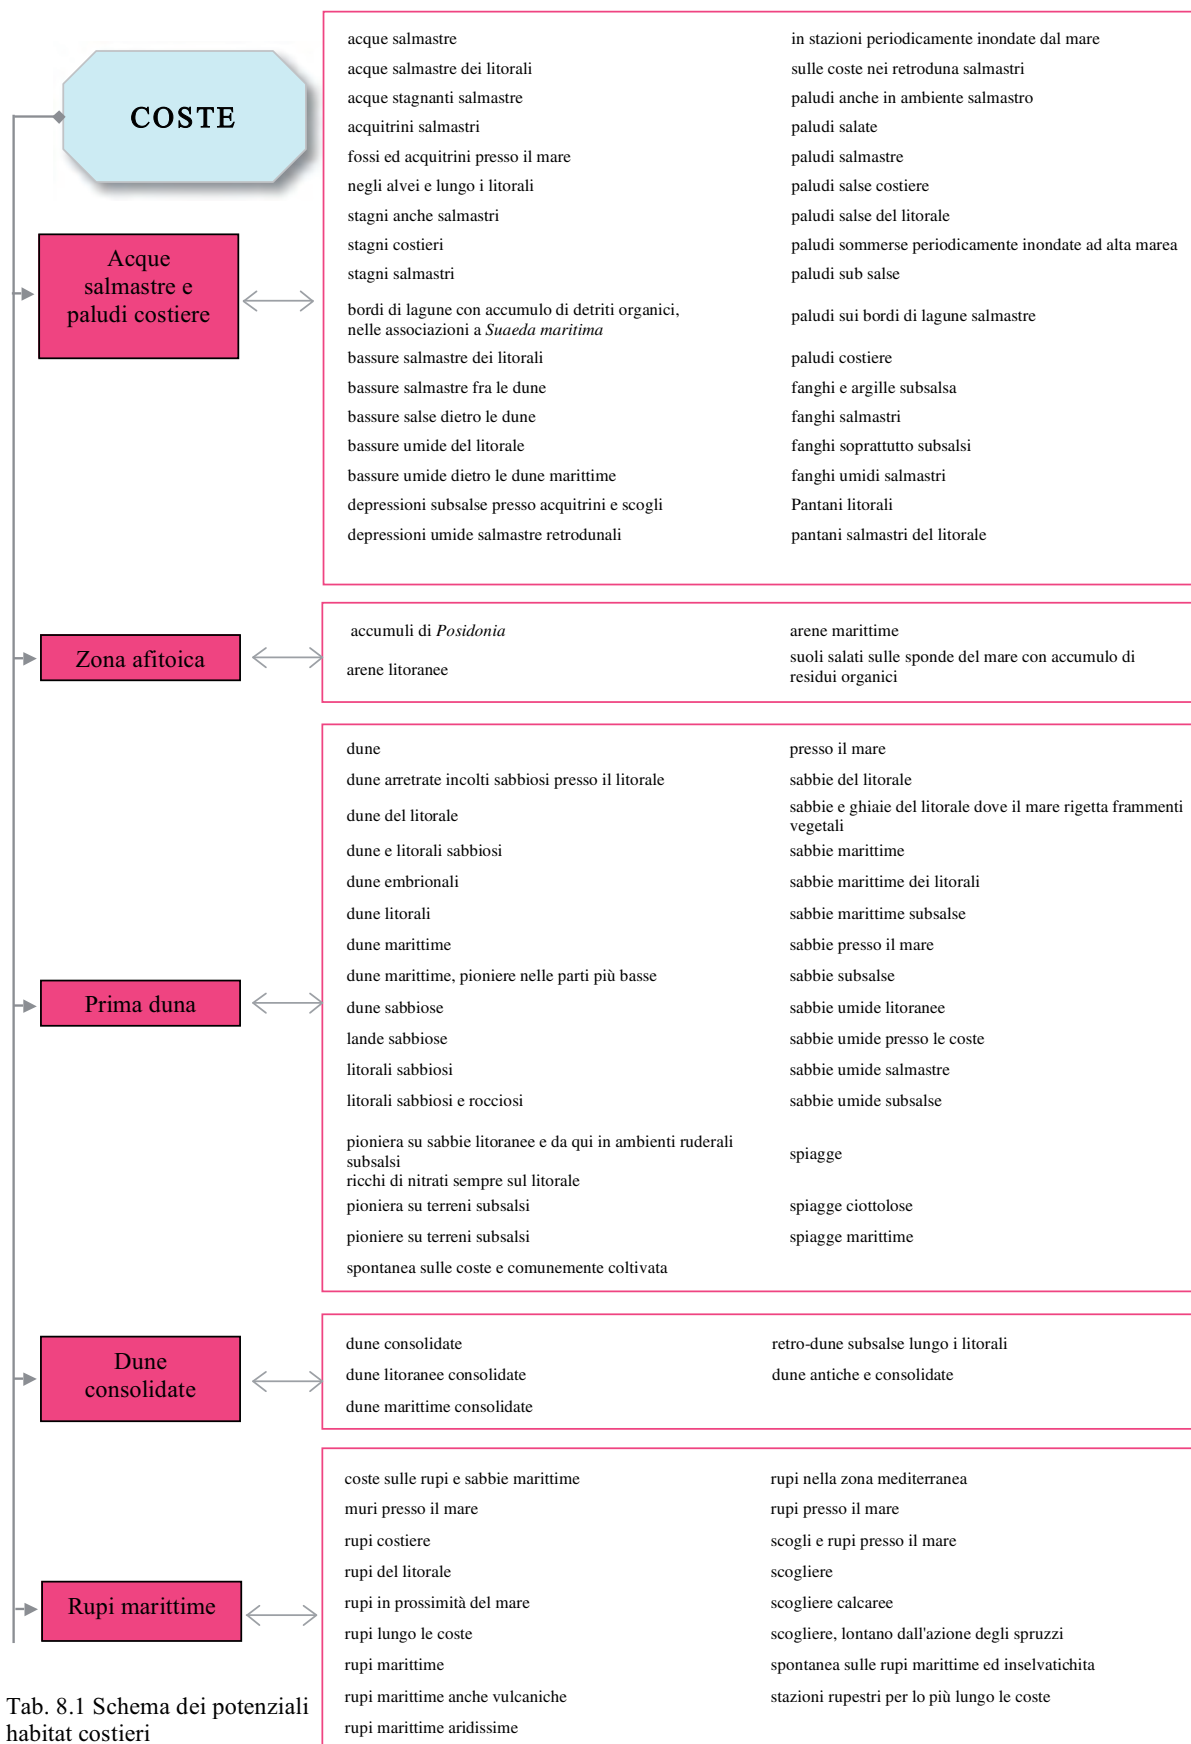 COSTE
acque salmastre
acque salmastre dei litorali
acque stagnanti salmastre
acquitrini salmastri
fossi ed acquitrini presso il mare
negli alvei e lungo i litorali
stagni anche salmastri
stagni costieri
stagni salmastri
bordi di lagune con accumulo di detriti organici,
nelle associazioni a Suaeda maritima
bassure salmastre dei litorali
bassure salmastre fra le dune
bassure salse dietro le dune
bassure umide del litorale
bassure umide dietro le dune marittime
depressioni subsalse presso acquitrini e scogli
depressioni umide salmastre retrodunali
in stazioni periodicamente inondate dal mare
sulle coste nei retroduna salmastri
paludi anche in ambiente salmastro
paludi salate
paludi salmastre
paludi salse costiere
paludi salse del litorale
paludi sommerse periodicamente inondate ad alta marea
paludi sub salse
paludi sui bordi di lagune salmastre
paludi costiere
fanghi e argille subsalsa
fanghi salmastri
fanghi soprattutto subsalsi
fanghi umidi salmastri
Pantani litorali
pantani salmastri del litorale
Acque
salmastre e
paludi costiere
Zona afitoica
accumuli di Posidonia
arene litoranee
arene marittime
suoli salati sulle sponde del mare con accumulo di
residui organici
Prima duna
dune
dune arretrate incolti sabbiosi presso il litorale
dune del litorale
dune e litorali sabbiosi
dune embrionali
dune litorali
dune marittime
dune marittime, pioniere nelle parti più basse
dune sabbiose
lande sabbiose
litorali sabbiosi
litorali sabbiosi e rocciosi
pioniera su sabbie litoranee e da qui in ambienti ruderali
subsalsi
ricchi di nitrati sempre sul litorale
pioniera su terreni subsalsi
pioniere su terreni subsalsi
spontanea sulle coste e comunemente coltivata
presso il mare
sabbie del litorale
sabbie e ghiaie del litorale dove il mare rigetta frammenti
vegetali
sabbie marittime
sabbie marittime dei litorali
sabbie marittime subsalse
sabbie presso il mare
sabbie subsalse
sabbie umide litoranee
sabbie umide presso le coste
sabbie umide salmastre
sabbie umide subsalse
spiagge
spiagge ciottolose
spiagge marittime
Dune
consolidate
dune consolidate
dune litoranee consolidate
dune marittime consolidate
retro-dune subsalse lungo i litorali
dune antiche e consolidate
Rupi marittime
coste sulle rupi e sabbie marittime
muri presso il mare
rupi costiere
rupi del litorale
rupi in prossimità del mare
rupi lungo le coste
rupi marittime
rupi marittime anche vulcaniche
rupi marittime aridissime
rupi nella zona mediterranea
rupi presso il mare
scogli e rupi presso il mare
scogliere
scogliere calcaree
scogliere, lontano dall'azione degli spruzzi
spontanea sulle rupi marittime ed inselvatichita
stazioni rupestri per lo più lungo le coste
Tab. 8.1 Schema dei potenziali
habitat costieri